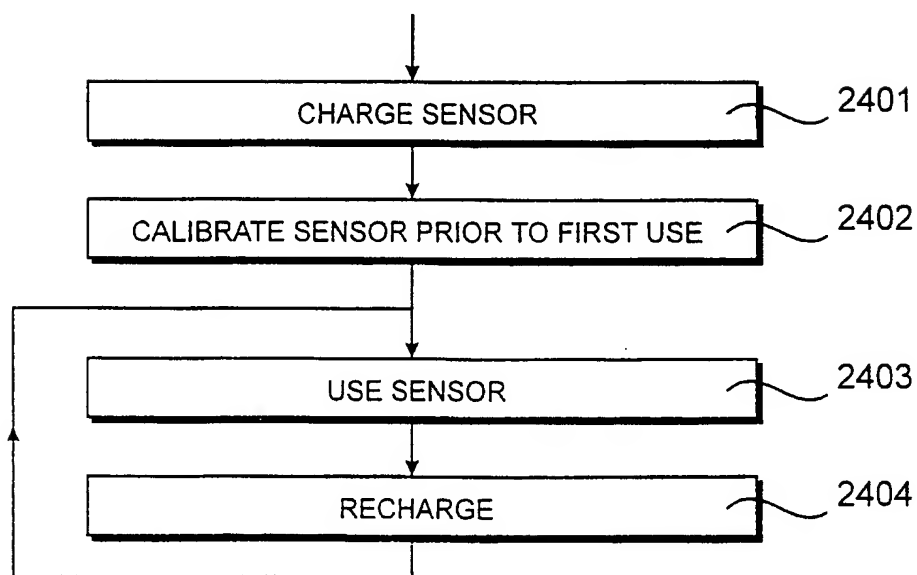 CHARGE SENSOR 2401
CALIBRATE SENSOR PRIOR TO FIRST USE 2402
USE SENSOR 2403
RECHARGE 2404